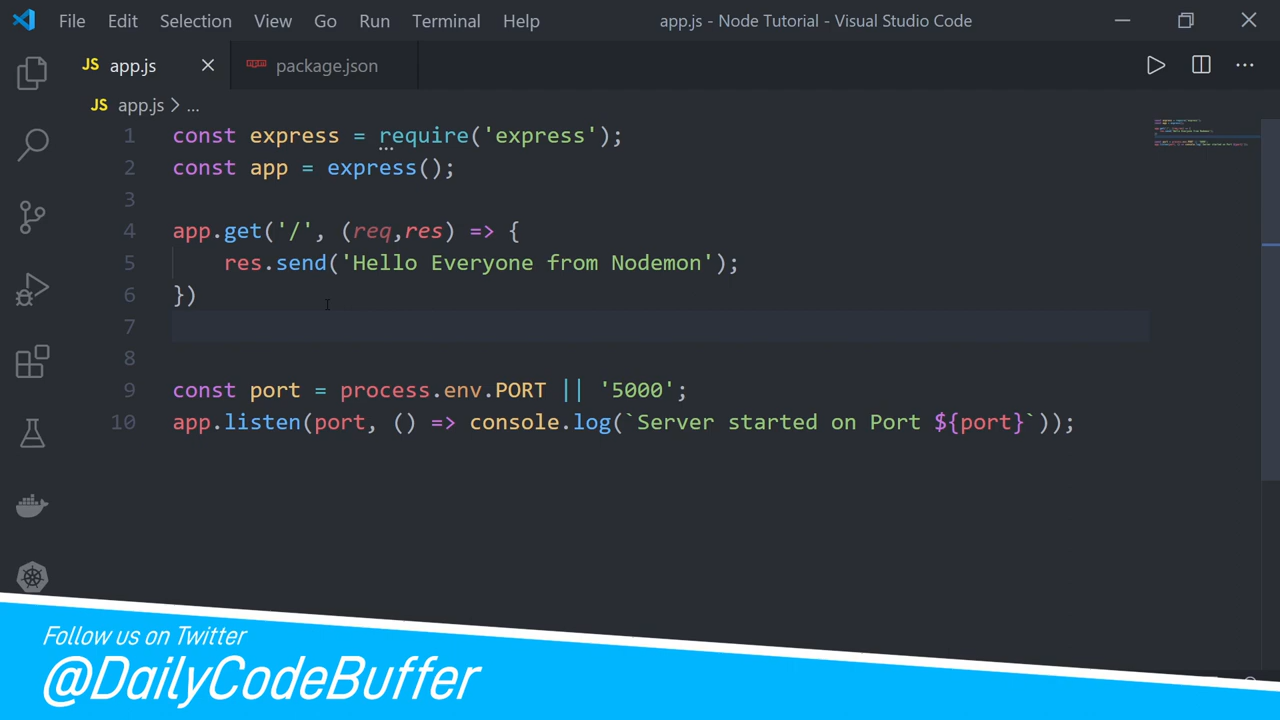 File Edit Selection View Go Run Terminal Help app.js - Node Tutorial - Visual Studio Code
JS app.js package.json
JS app.js > ...
1 const express = require('express');
2 const app = express();
3
4 app.get('/', (req,res) => {
5     res.send('Hello Everyone from Nodemon');
6 })
7
8
9 const port = process.env.PORT || '5000';
10 app.listen(port, () => console.log(`Server started on Port ${port}`));
Follow us on Twitter
@DailyCodeBuffer